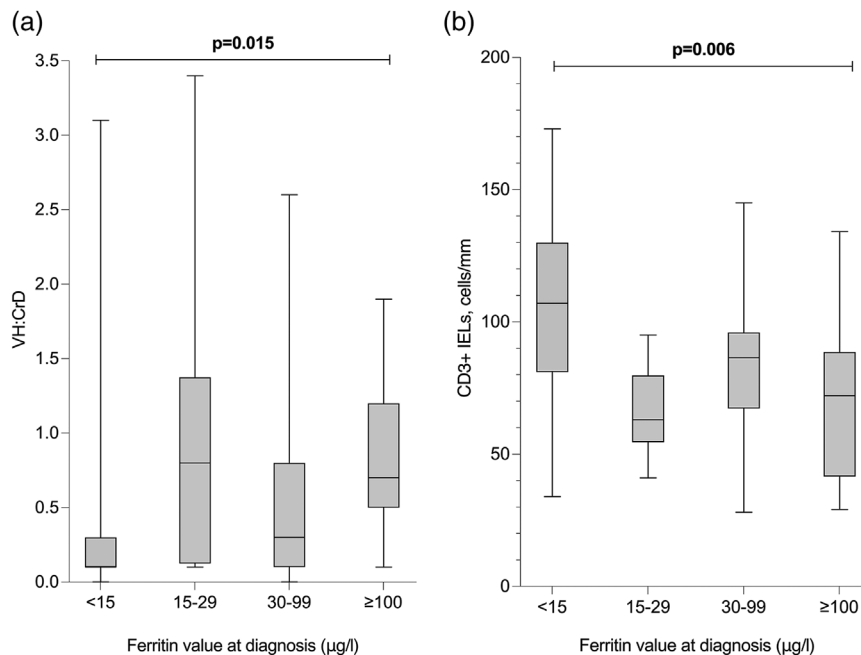 (a)
p=0.015
3.5
3.0
2.5
2.0
1.5
1.0
0.5
0.0
VH:CrD
<15 15-29 30-99 ≥100
Ferritin value at diagnosis (µg/l)
(b)
p=0.006
200
150
100
50
0
CD3+ IELs, cells/mm
<15 15-29 30-99 ≥100
Ferritin value at diagnosis (µg/l)